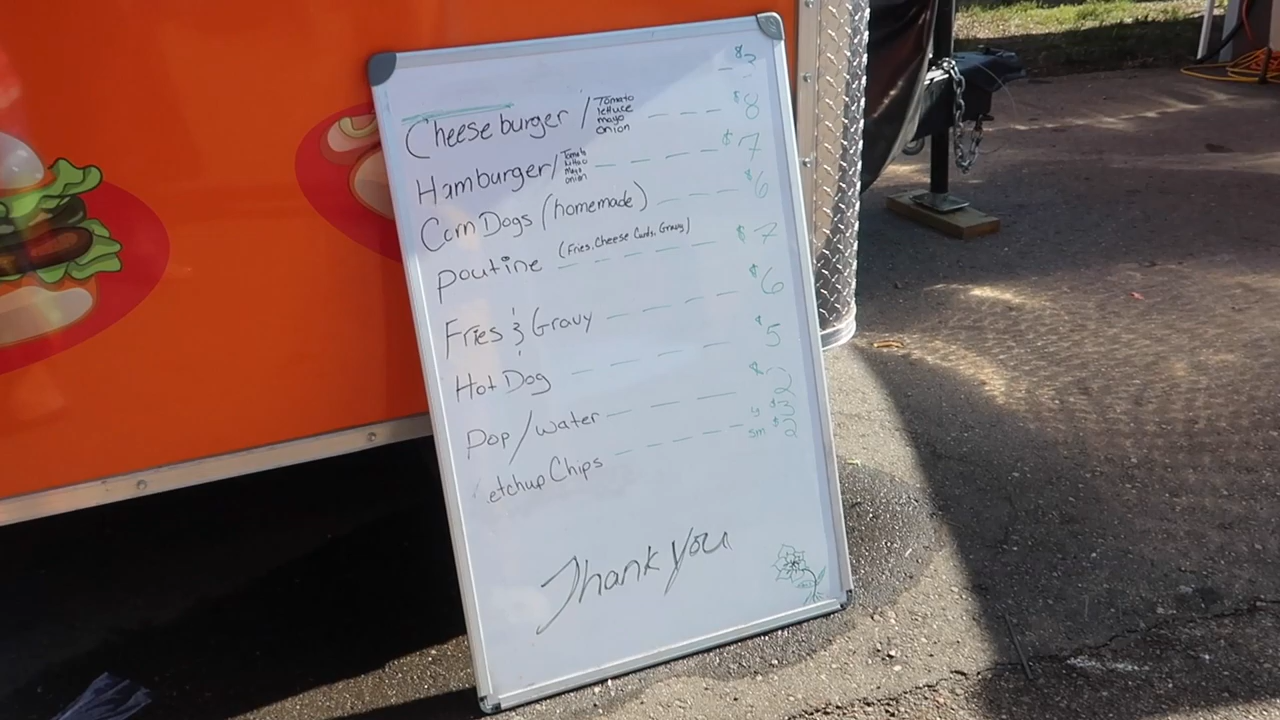 $2
Cheeseburger / Tomato lettuce mayo onion $8
Hamburger / Tomato lettuce Mayo onion $7
Corn Dogs (homemade) $6
poutine (Fries, Cheese Curds, Gravy) $7
Fries & Gravy $6
Hot Dog $5
Pop/water $2
lg $3
etchup Chips sm $2
Thank you